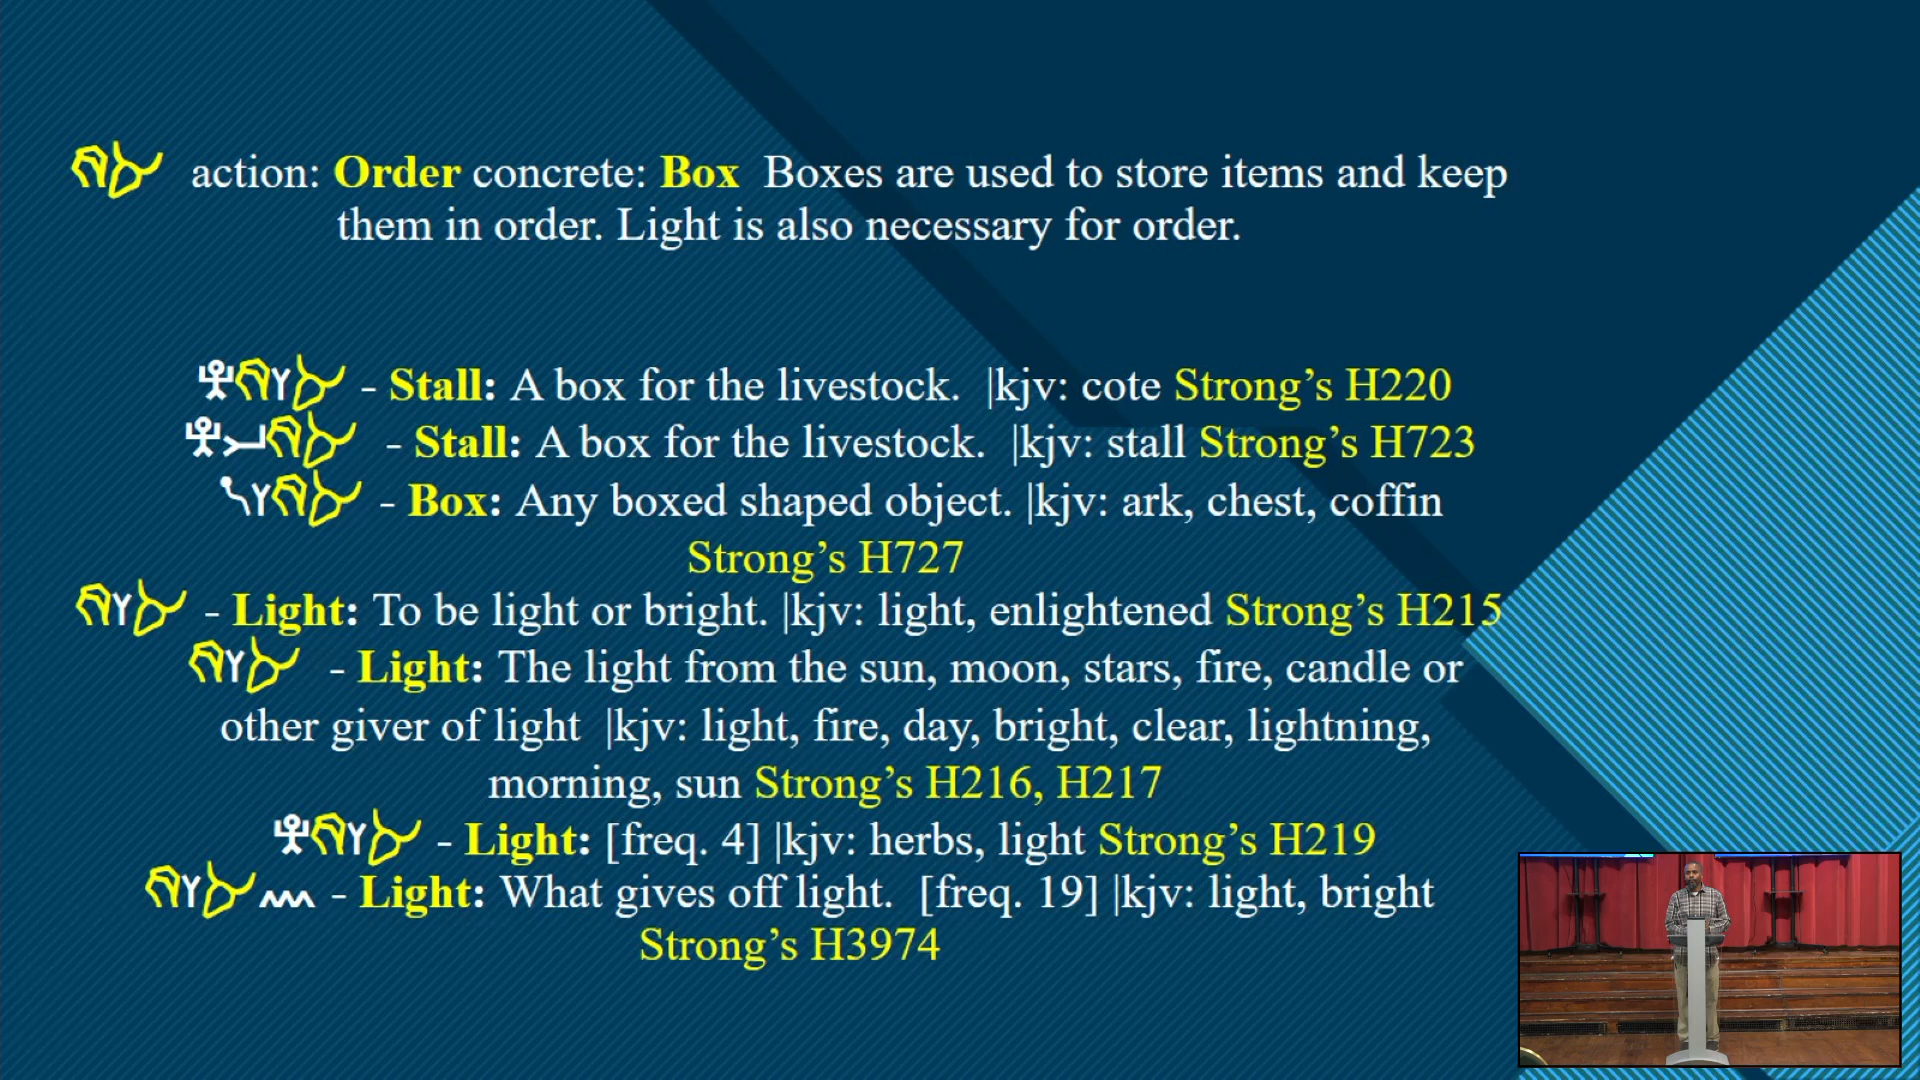 action: Order concrete: Box Boxes are used to store items and keep
them in order. Light is also necessary for order.
- Stall: A box for the livestock. |kjv: cote Strong’s H220
- Stall: A box for the livestock. |kjv: stall Strong’s H723
- Box: Any boxed shaped object. |kjv: ark, chest, coffin
Strong’s H727
- Light: To be light or bright. |kjv: light, enlightened Strong’s H215
- Light: The light from the sun, moon, stars, fire, candle or
other giver of light |kjv: light, fire, day, bright, clear, lightning,
morning, sun Strong’s H216, H217
- Light: [freq. 4] |kjv: herbs, light Strong’s H219
- Light: What gives off light. [freq. 19] |kjv: light, bright
Strong’s H3974